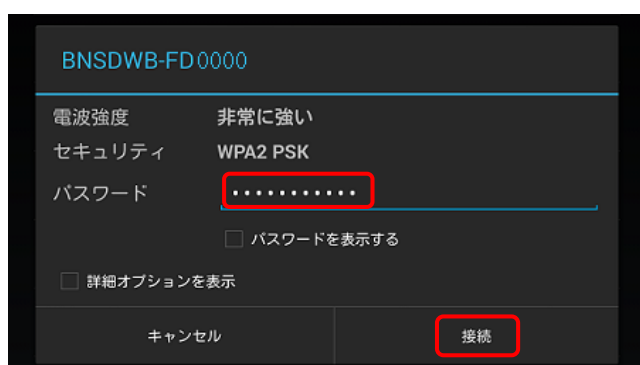 BNSDWB-FD0000
電波強度 非常に強い
セキュリティ WPA2 PSK
パスワード ・・・・・・・・・・・
パスワードを表示する
詳細オプションを表示
キャンセル 接続